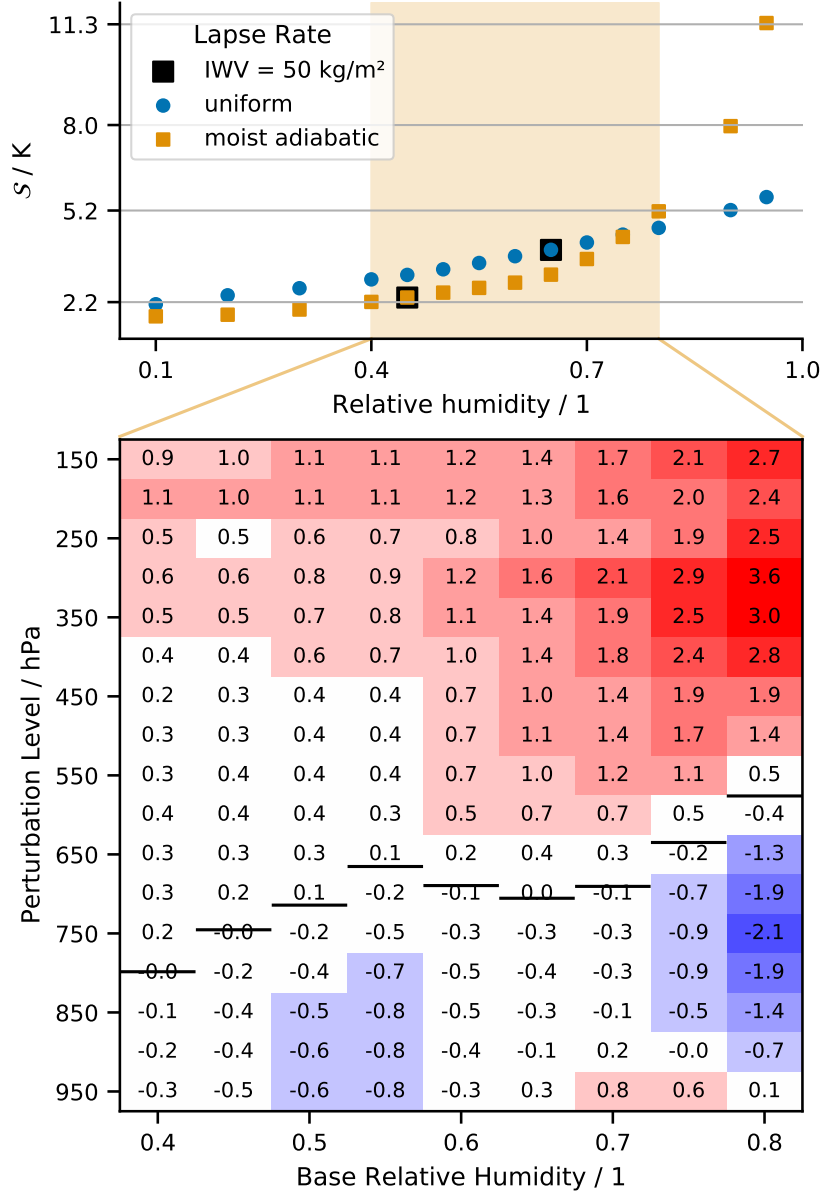 11.3
8.0
5.2
2.2
𝒮 / K
Lapse Rate
IWV = 50 kg/m²
uniform
moist adiabatic
0.1 0.4 0.7 1.0
Relative humidity / 1
Perturbation Level / hPa
150 0.9 1.0 1.1 1.1 1.2 1.4 1.7 2.1 2.7
1.1 1.0 1.1 1.1 1.2 1.3 1.6 2.0 2.4
250 0.5 0.5 0.6 0.7 0.8 1.0 1.4 1.9 2.5
0.6 0.6 0.8 0.9 1.2 1.6 2.1 2.9 3.6
350 0.5 0.5 0.7 0.8 1.1 1.4 1.9 2.5 3.0
0.4 0.4 0.6 0.7 1.0 1.4 1.8 2.4 2.8
450 0.2 0.3 0.4 0.4 0.7 1.0 1.4 1.9 1.9
0.3 0.3 0.4 0.4 0.7 1.1 1.4 1.7 1.4
550 0.3 0.4 0.4 0.4 0.7 1.0 1.2 1.1 0.5
0.4 0.4 0.4 0.3 0.5 0.7 0.7 0.5 -0.4
650 0.3 0.3 0.3 0.1 0.2 0.4 0.3 -0.2 -1.3
0.3 0.2 0.1 -0.2 -0.1 0.0 -0.1 -0.7 -1.9
750 0.2 -0.0 -0.2 -0.5 -0.3 -0.3 -0.3 -0.9 -2.1
-0.0 -0.2 -0.4 -0.7 -0.5 -0.4 -0.3 -0.9 -1.9
850 -0.1 -0.4 -0.5 -0.8 -0.5 -0.3 -0.1 -0.5 -1.4
-0.2 -0.4 -0.6 -0.8 -0.4 -0.1 0.2 -0.0 -0.7
950 -0.3 -0.5 -0.6 -0.8 -0.3 0.3 0.8 0.6 0.1
0.4 0.5 0.6 0.7 0.8
Base Relative Humidity / 1